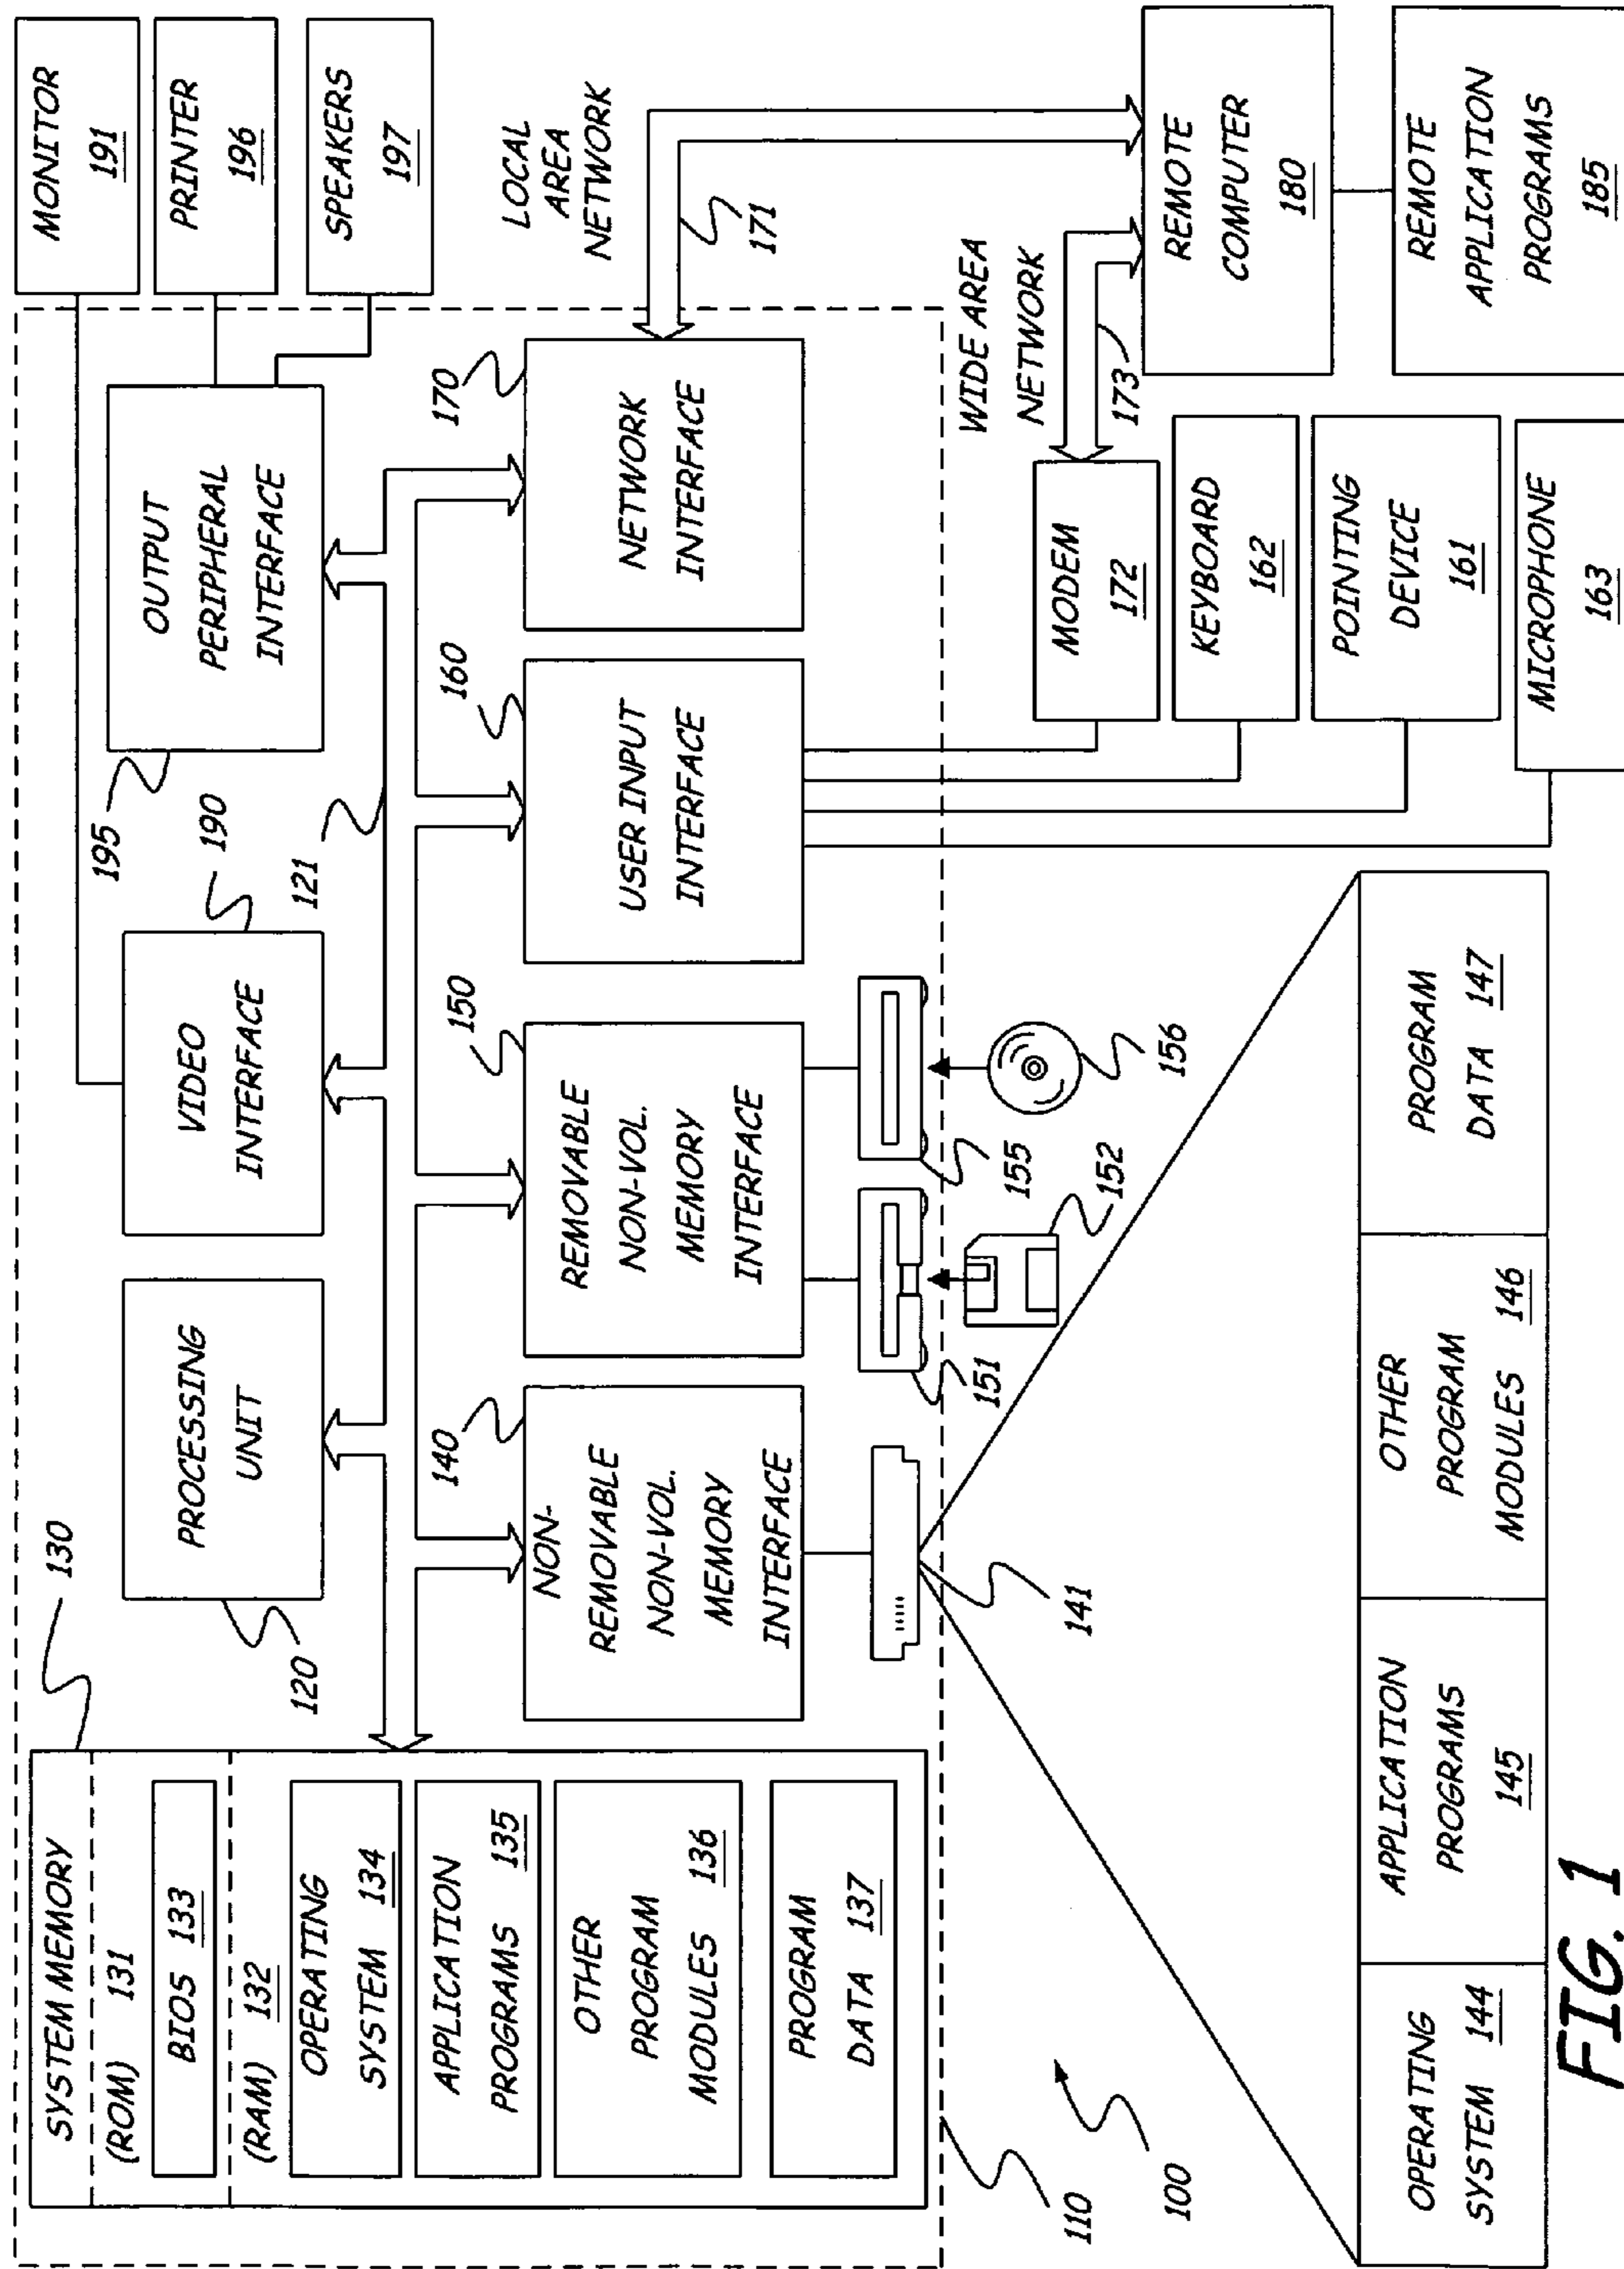 SYSTEM MEMORY
(ROM) 131
BIOS 133
(RAM) 132
OPERATING
SYSTEM 134
APPLICATION
PROGRAMS 135
OTHER
PROGRAM
MODULES 136
PROGRAM
DATA 137
130
PROCESSING
UNIT
120
VIDEO
INTERFACE
190
121
OUTPUT
PERIPHERAL
INTERFACE
195
MONITOR
191
PRINTER
196
SPEAKERS
197
NON-
REMOVABLE
NON-VOL.
MEMORY
INTERFACE
140
REMOVABLE
NON-VOL.
MEMORY
INTERFACE
150
USER INPUT
INTERFACE
160
NETWORK
INTERFACE
170
LOCAL
AREA
NETWORK
171
141
151
152
155
156
WIDE AREA
NETWORK
173
MODEM
172
KEYBOARD
162
POINTING
DEVICE
161
MICROPHONE
163
REMOTE
COMPUTER
180
REMOTE
APPLICATION
PROGRAMS
185
110
100
OPERATING
SYSTEM 144
APPLICATION
PROGRAMS
145
OTHER
PROGRAM
MODULES 146
PROGRAM
DATA 147
FIG. 1